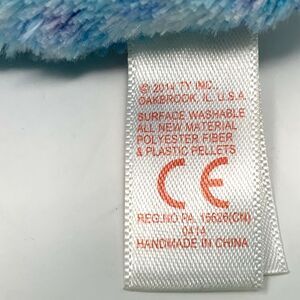 © 2014 TY INC.,
OAKBROOK, IL. U.S.A
SURFACE WASHABLE
ALL NEW MATERIAL
POLYESTER FIBER
& PLASTIC PELLETS
CE
REG.NO PA. 15626(CN)
0414
HANDMADE IN CHINA